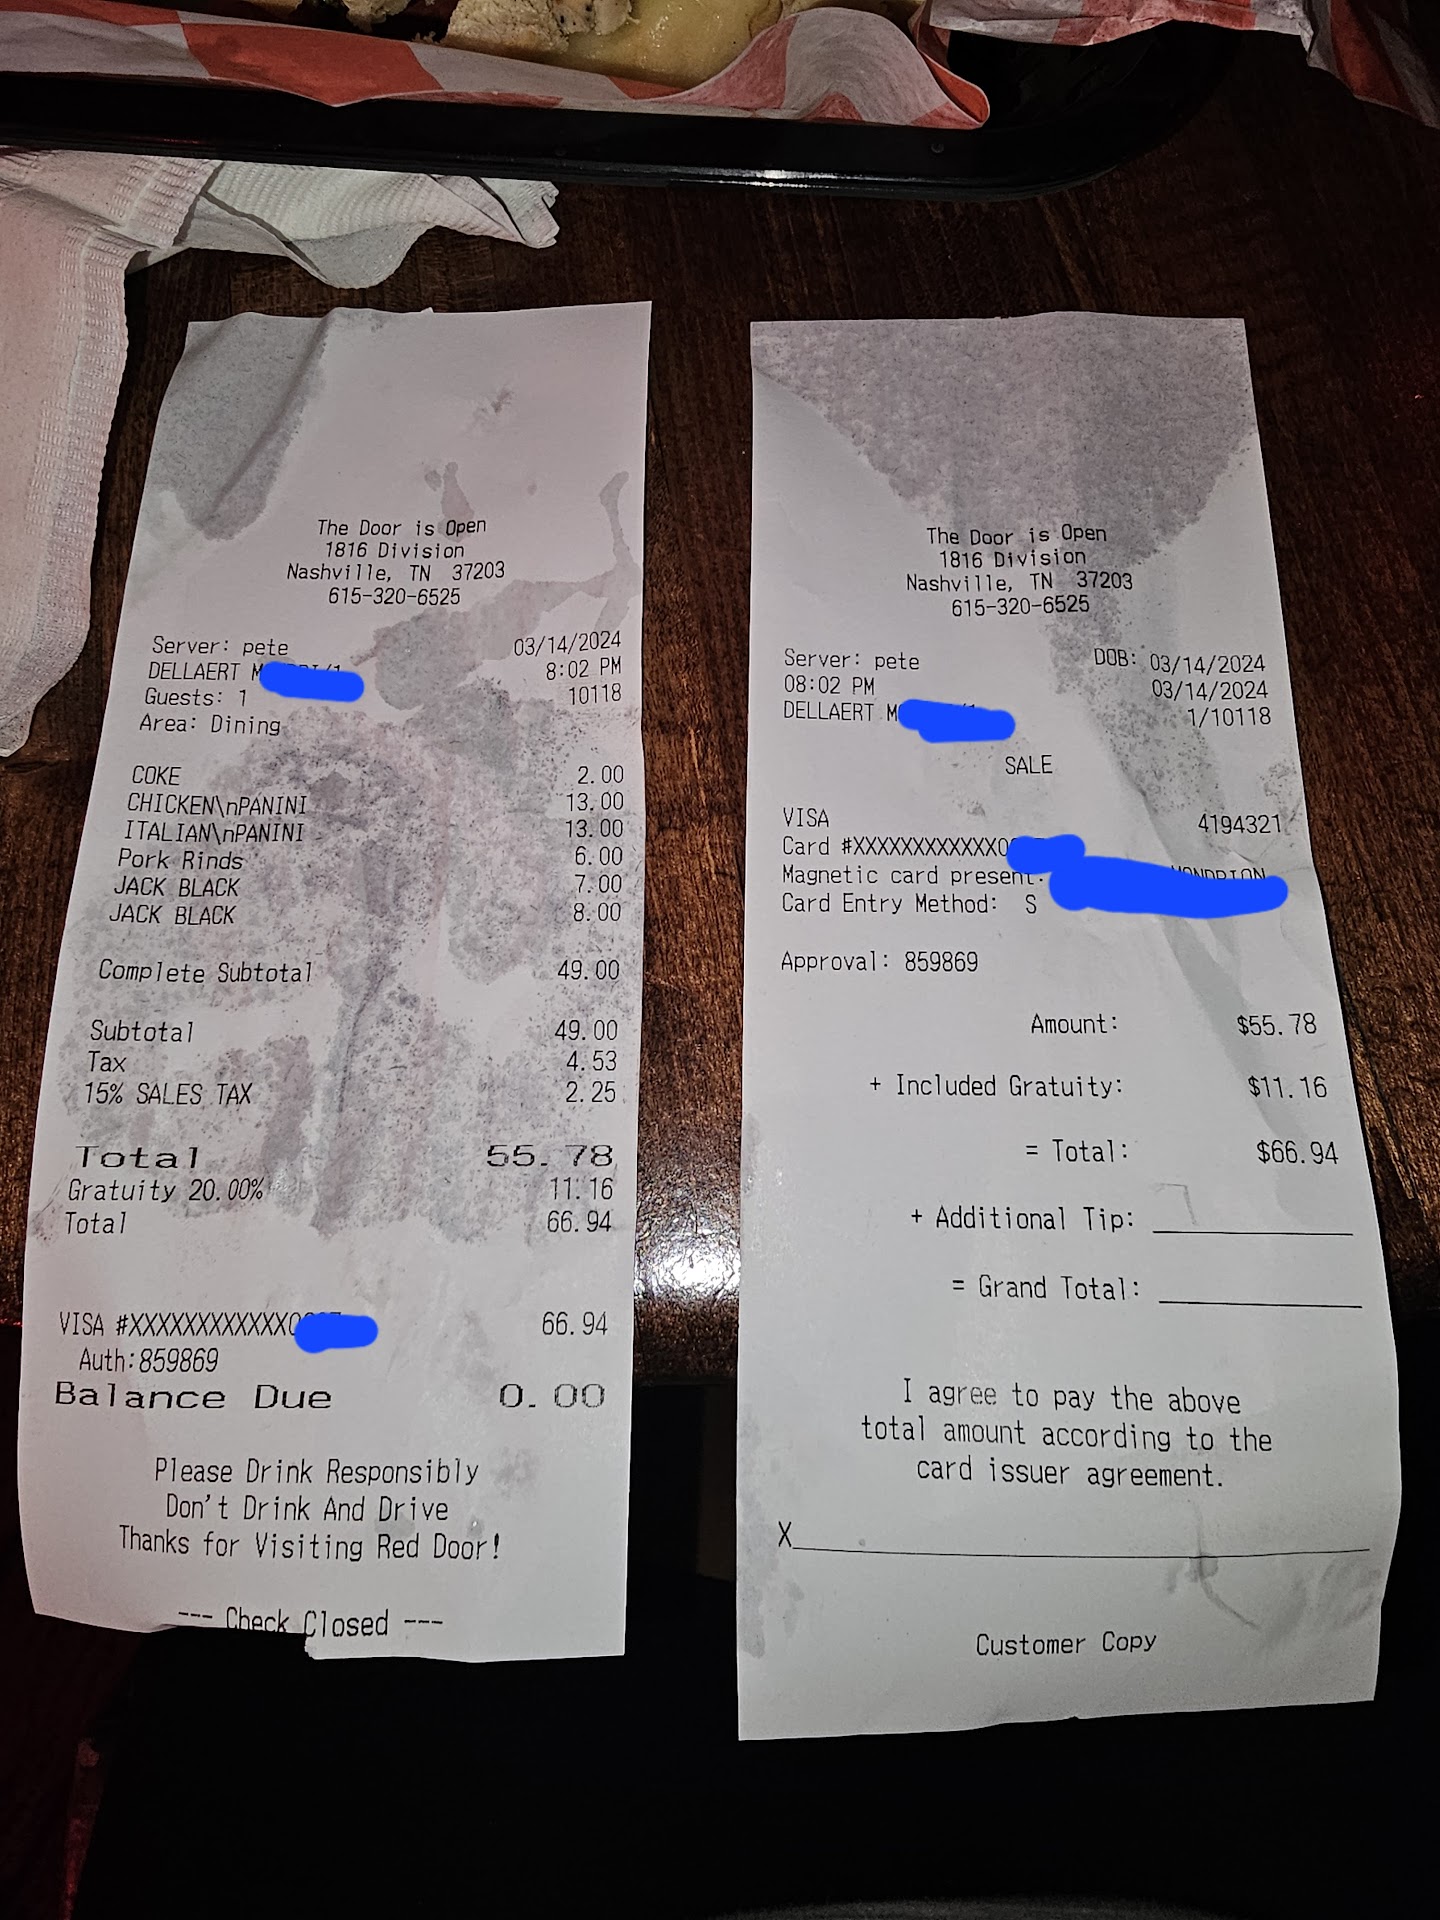 The Door is Open
1816 Division
Nashville, TN 37203
615-320-6525
Server: pete 03/14/2024
DELLAERT M 8:02 PM
Guests: 1 10118
Area: Dining
COKE 2.00
CHICKEN\nPANINI 13.00
ITALIAN\nPANINI 13.00
Pork Rinds 6.00
JACK BLACK 7.00
JACK BLACK 8.00
Complete Subtotal 49.00
Subtotal 49.00
Tax 4.53
15% SALES TAX 2.25
Total 55.78
Gratuity 20.00% 11.16
Total 66.94
VISA #XXXXXXXXXXXX0 66.94
Auth:859869
Balance Due 0.00
Please Drink Responsibly
Don't Drink And Drive
Thanks for Visiting Red Door!
--- Check Closed ---
The Door is Open
1816 Division
Nashville, TN 37203
615-320-6525
Server: pete DOB: 03/14/2024
08:02 PM 03/14/2024
DELLAERT M 1/10118
SALE
VISA 4194321
Card #XXXXXXXXXXXX0
Magnetic card present:
Card Entry Method: S
Approval: 859869
Amount: $55.78
+ Included Gratuity: $11.16
= Total: $66.94
+ Additional Tip:
= Grand Total:
I agree to pay the above
total amount according to the
card issuer agreement.
X
Customer Copy